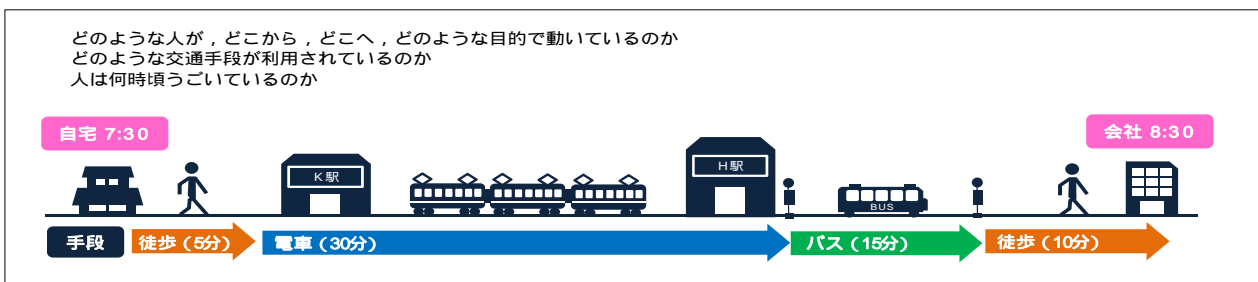 どのような人が，どこから，どこへ，どのような目的で動いているのか
どのような交通手段が利用されているのか
人は何時頃うごいているのか
自宅 7:30
会社 8:30
K駅
H駅
BUS
手段
徒歩（5分）
電車（30分）
バス（15分）
徒歩（10分）